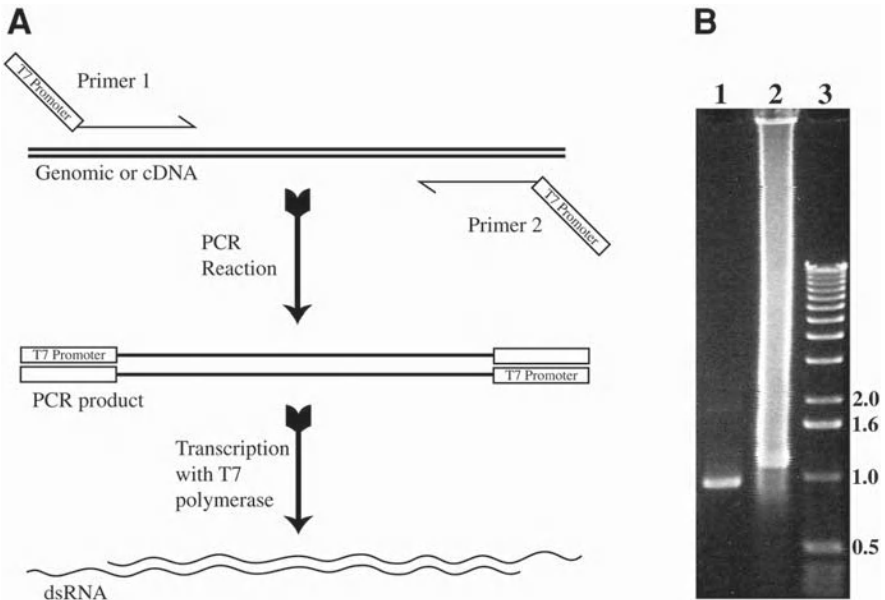 A
T7 Promoter
Primer 1
Genomic or cDNA
T7 Promoter
Primer 2
PCR
Reaction
T7 Promoter
T7 Promoter
PCR product
Transcription
with T7
polymerase
dsRNA
B
1 2 3
2.0
1.6
1.0
0.5